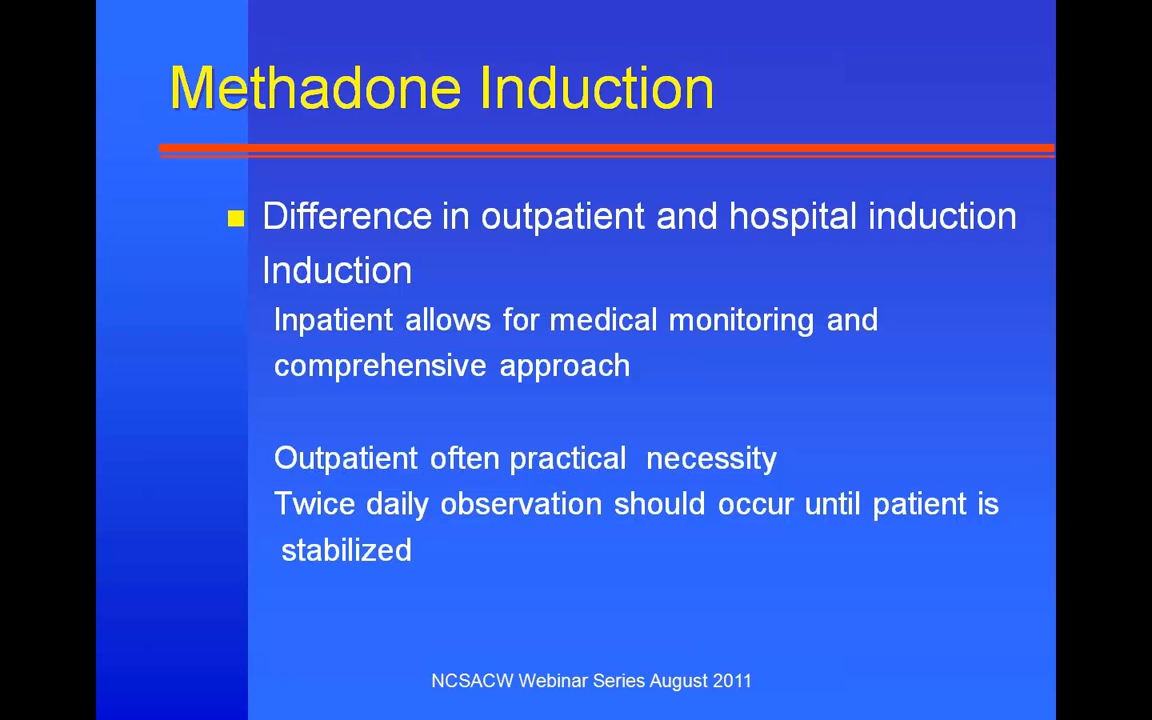 Methadone Induction
Difference in outpatient and hospital induction
Induction
Inpatient allows for medical monitoring and
comprehensive approach
Outpatient often practical necessity
Twice daily observation should occur until patient is
stabilized
NCSACW Webinar Series August 2011